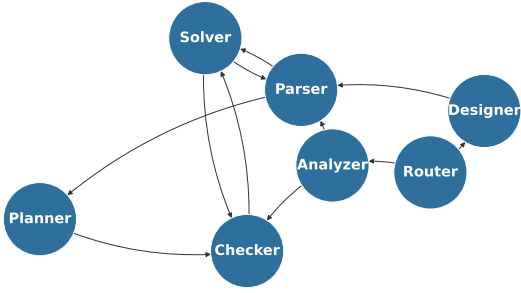 Solver
Parser
Designer
Analyzer
Router
Planner
Checker